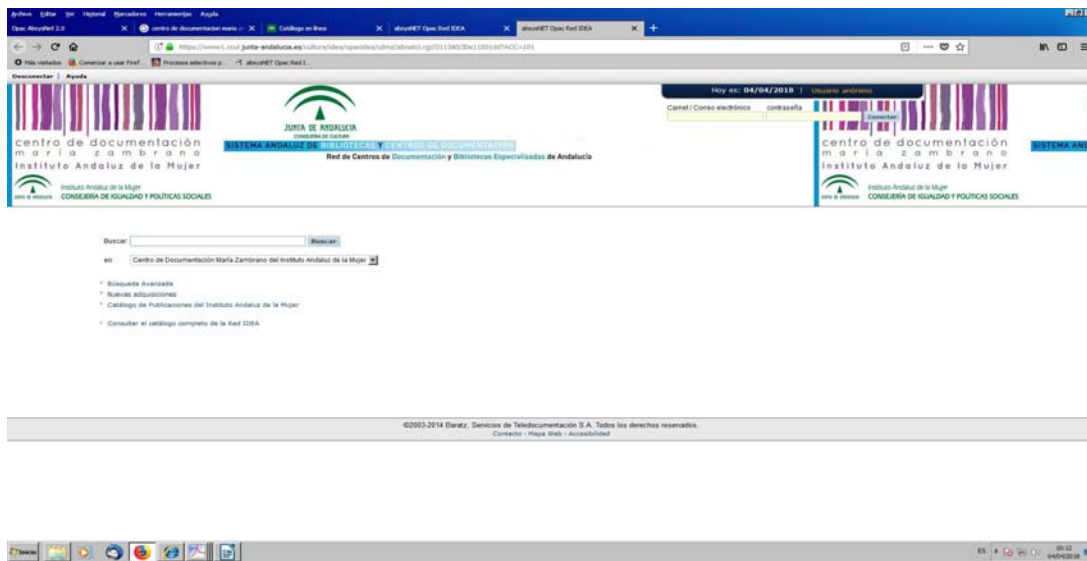 Archivo Editar Ver Historial Marcadores Herramientas Ayuda
Opac AbsysNet 2.0
centro de documentacion maria
Catálogo en línea
absysNET Opac Red IDEA
absysNET Opac Red IDEA
junta-andalucia.es
Más visitados
Comenzar a usar Firef...
Procesos selectivos p...
absysNET Opac Red I...
Desconectar | Ayuda
Hoy es: 04/04/2018 | Usuario anónimo
Carnet / Correo electrónico contraseña
Conectar
centro de documentación
maría zambrano
Instituto Andaluz de la Mujer
Instituto Andaluz de la Mujer
CONSEJERÍA DE IGUALDAD Y POLÍTICAS SOCIALES
JUNTA DE ANDALUCIA
CONSEJERÍA DE CULTURA
SISTEMA ANDALUZ DE BIBLIOTECAS Y CENTROS DE DOCUMENTACIÓN
Red de Centros de Documentación y Bibliotecas Especializadas de Andalucía
centro de documentación
maría zambrano
Instituto Andaluz de la Mujer
Instituto Andaluz de la Mujer
CONSEJERÍA DE IGUALDAD Y POLÍTICAS SOCIALES
SISTEMA AND
Buscar:
Buscar
en: Centro de Documentación María Zambrano del Instituto Andaluz de la Mujer
Búsqueda Avanzada
Nuevas adquisiciones
Catálogo de Publicaciones del Instituto Andaluz de la Mujer
Consulter el catálogo completo de la Red IDEA
©2003-2014 Baratz, Servicios de Teledocumentación S.A. Todos los derechos reservados.
Contacto - Mapa Web - Accesibilidad
Inicio
ES
10:12
04/04/2018